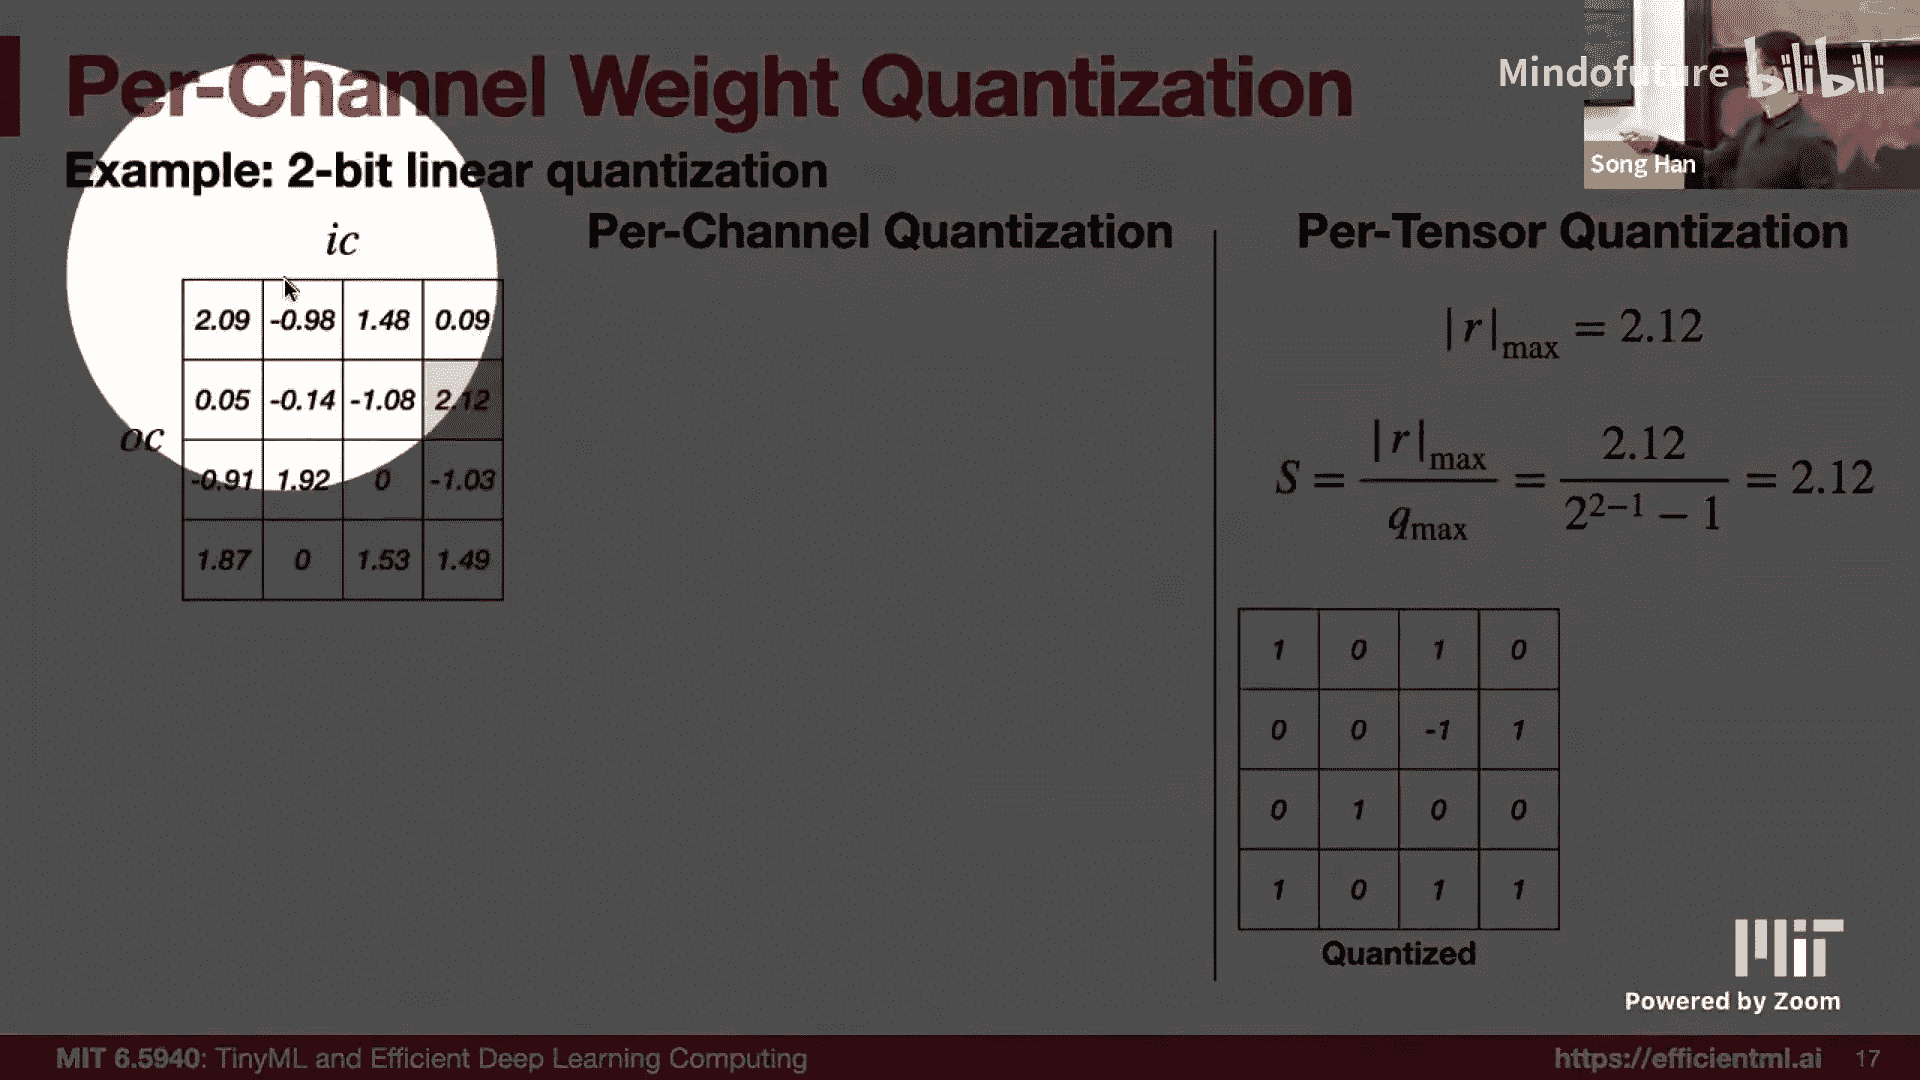 Per-Channel Weight Quantization
Mindofuture bilibili
Song Han
Example: 2-bit linear quantization
ic
Per-Channel Quantization
Per-Tensor Quantization
2.09 -0.98 1.48 0.09
0.05 -0.14 -1.08 2.12
oc
-0.91 1.92 0 -1.03
1.87 0 1.53 1.49
|r|max = 2.12
S = |r|max / qmax = 2.12 / 2^{2-1} − 1 = 2.12
1 0 1 0
0 0 -1 1
0 1 0 0
1 0 1 1
Quantized
MIT
Powered by Zoom
MIT 6.5940: TinyML and Efficient Deep Learning Computing
https://efficientml.ai 17